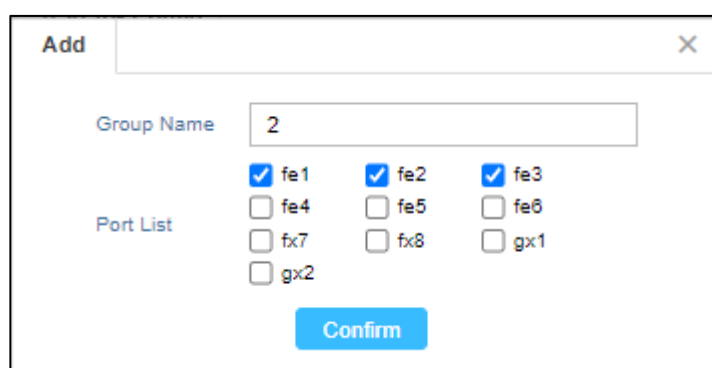 Add
Group Name 2
fe1 fe2 fe3
fe4 fe5 fe6
Port List
fx7 fx8 gx1
gx2
Confirm